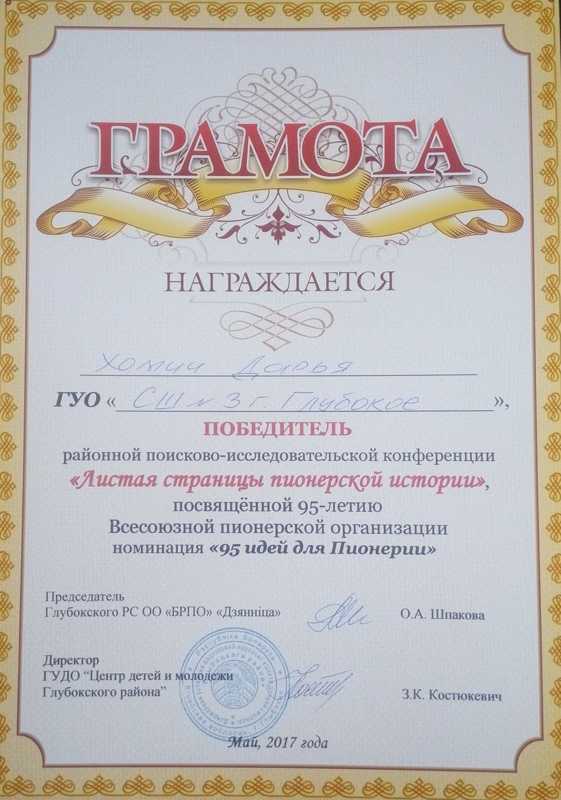 ГРАМОТА
НАГРАЖДАЕТСЯ
Хомич Дарья
ГУО «СШ №3 г. Глубокое»,
ПОБЕДИТЕЛЬ
районной поисково-исследовательской конференции
«Листая страницы пионерской истории»,
посвящённой 95-летию
Всесоюзной пионерской организации
номинация «95 идей для Пионерии»
Председатель
Глубокского РС ОО «БРПО» «Дзянніца»
О.А. Шпакова
Директор
ГУДО "Центр детей и молодежи
Глубокского района"
З.К. Костюкевич
Май, 2017 года